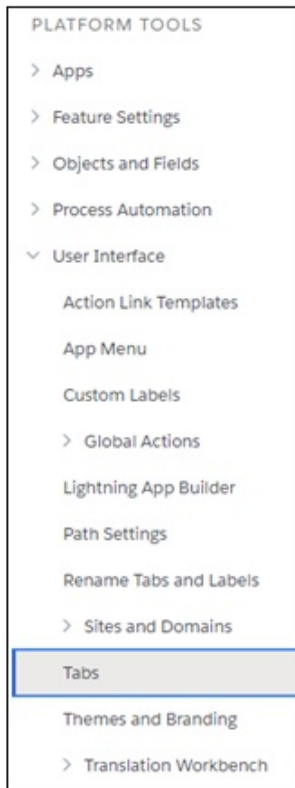 PLATFORM TOOLS
Apps
Feature Settings
Objects and Fields
Process Automation
User Interface
Action Link Templates
App Menu
Custom Labels
Global Actions
Lightning App Builder
Path Settings
Rename Tabs and Labels
Sites and Domains
Tabs
Themes and Branding
Translation Workbench